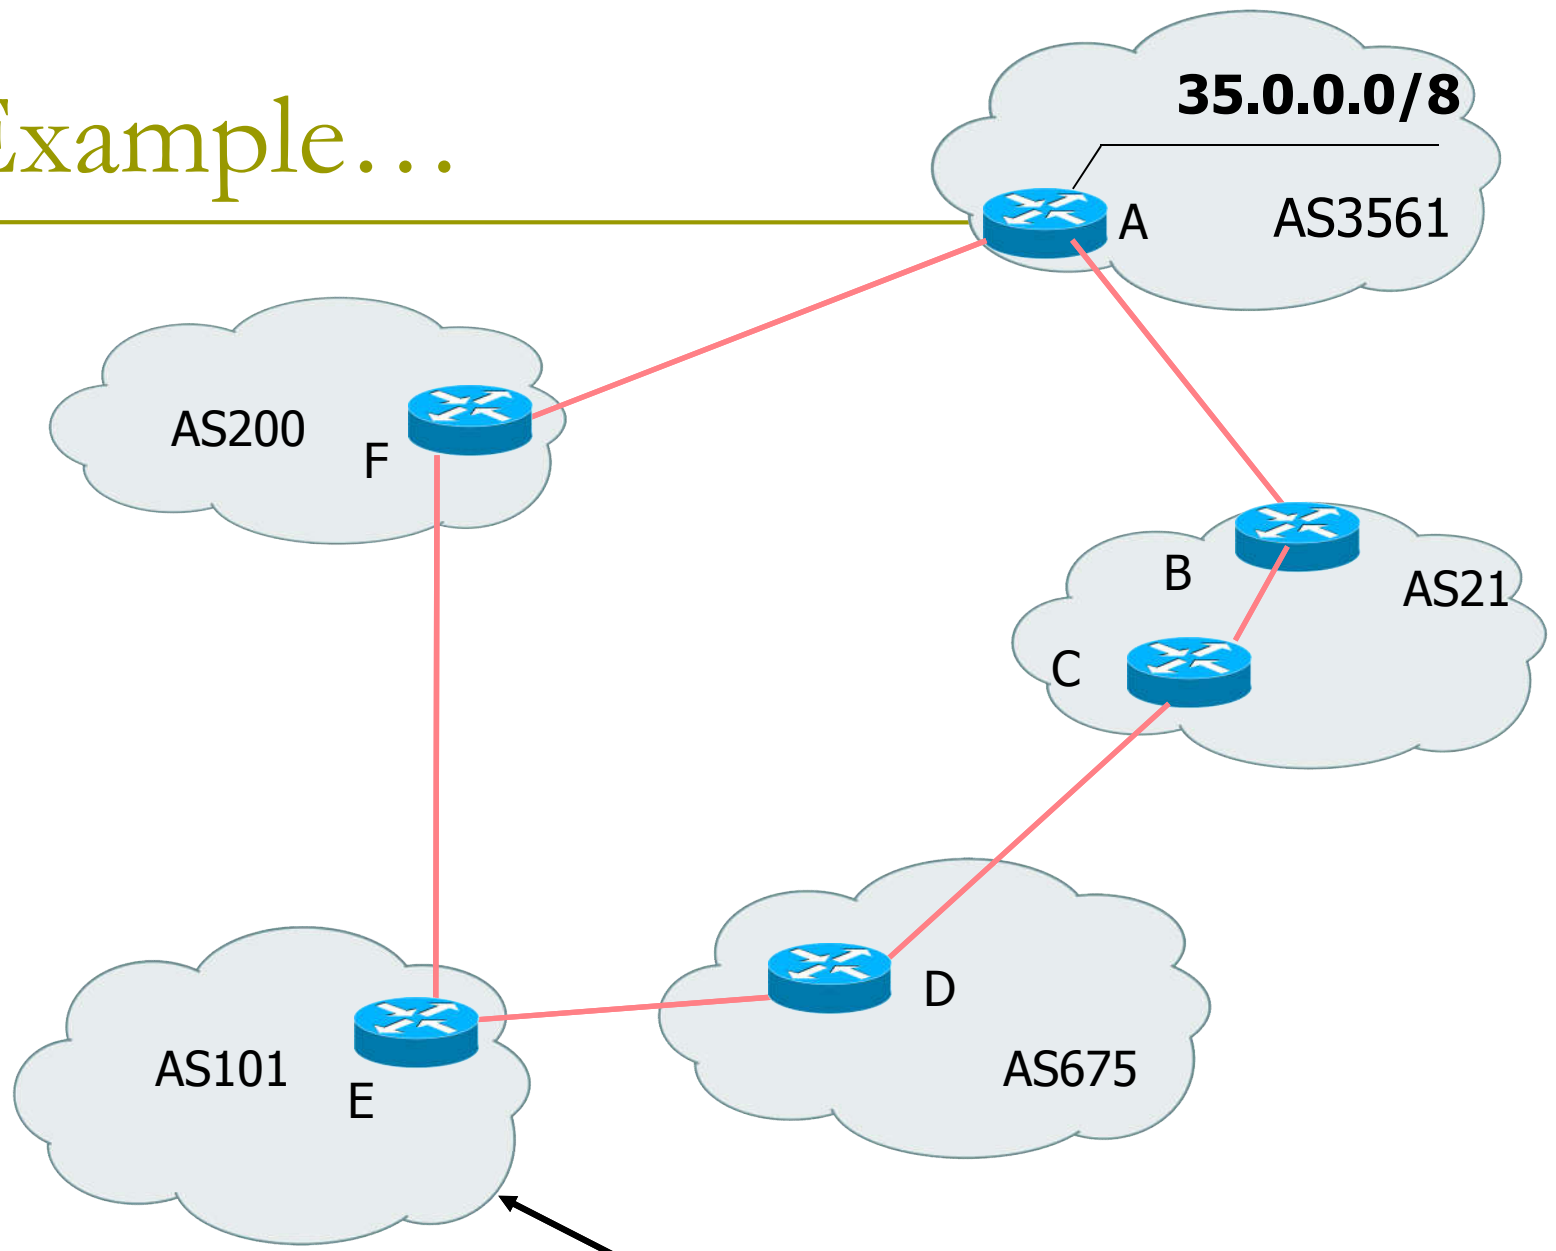 Example…
35.0.0.0/8
A
AS3561
AS200
F
B
AS21
C
D
AS101
AS675
E